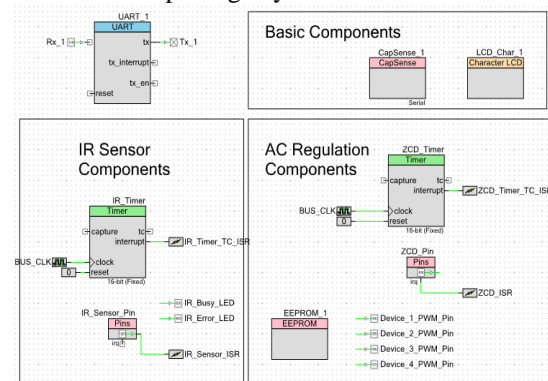 UART_1
UART
Rx_1
tx
Tx_1
tx_interrupt
tx_en
reset
Basic Components
CapSense_1
CapSense
Serial
LCD_Char_1
Character LCD
IR Sensor
Components
IR_Timer
Timer
capture
tc
interrupt
IR_Timer_TC_ISR
BUS_CLK
clock
0
reset
16-bit (Fixed)
IR_Busy_LED
IR_Error_LED
IR_Sensor_Pin
Pins
irq
IR_Sensor_ISR
AC Regulation
Components
ZCD_Timer
Timer
capture
tc
interrupt
ZCD_Timer_TC_ISR
BUS_CLK
clock
0
reset
16-bit (Fixed)
ZCD_Pin
Pins
irq
ZCD_ISR
EEPROM_1
EEPROM
Device_1_PWM_Pin
Device_2_PWM_Pin
Device_3_PWM_Pin
Device_4_PWM_Pin